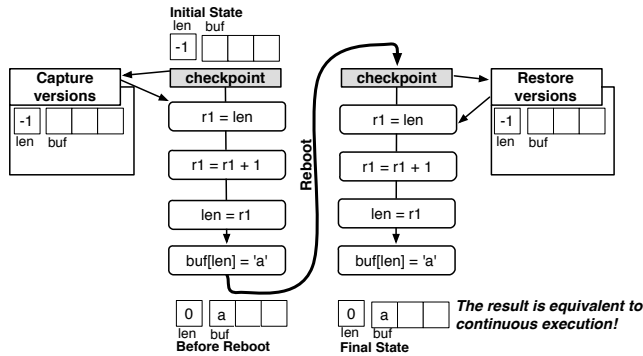 Initial State
len buf
-1
Capture
versions
-1
len buf
checkpoint
r1 = len
r1 = r1 + 1
len = r1
buf[len] = 'a'
0 a
len buf
Before Reboot
Reboot
checkpoint
r1 = len
r1 = r1 + 1
len = r1
buf[len] = 'a'
0 a
len buf
Final State
Restore
versions
-1
len buf
The result is equivalent to
continuous execution!